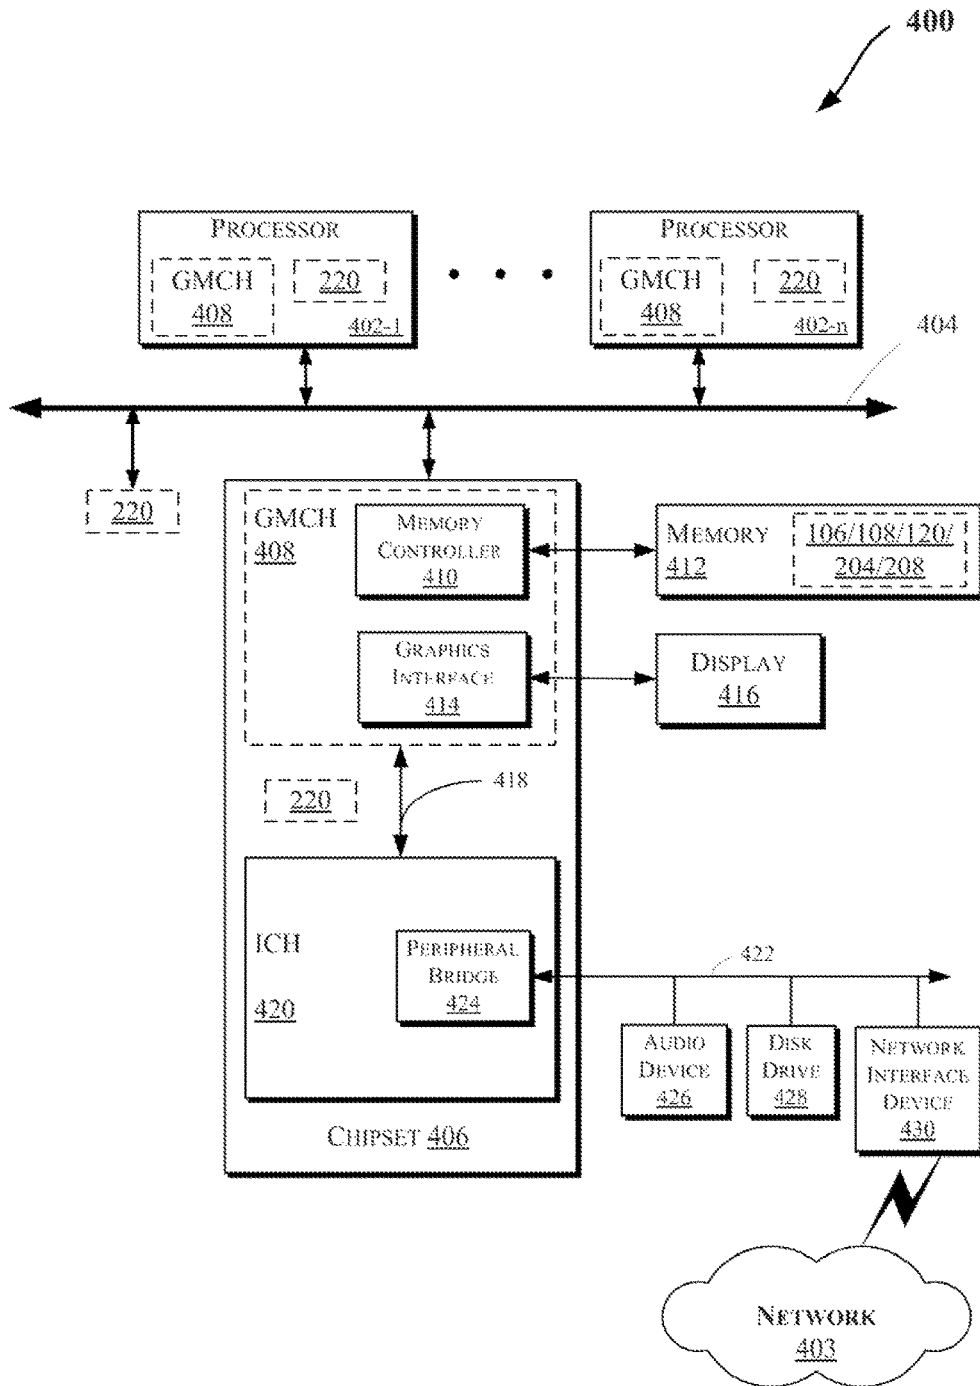 400
PROCESSOR
GMCH
408
220
402-1
PROCESSOR
GMCH
408
220
402-n
404
220
GMCH
408
MEMORY
CONTROLLER
410
MEMORY
412
106/108/120/
204/208
GRAPHICS
INTERFACE
414
DISPLAY
416
220
418
ICH
420
PERIPHERAL
BRIDGE
424
422
AUDIO
DEVICE
426
DISK
DRIVE
428
NETWORK
INTERFACE
DEVICE
430
CHIPSET 406
NETWORK
403